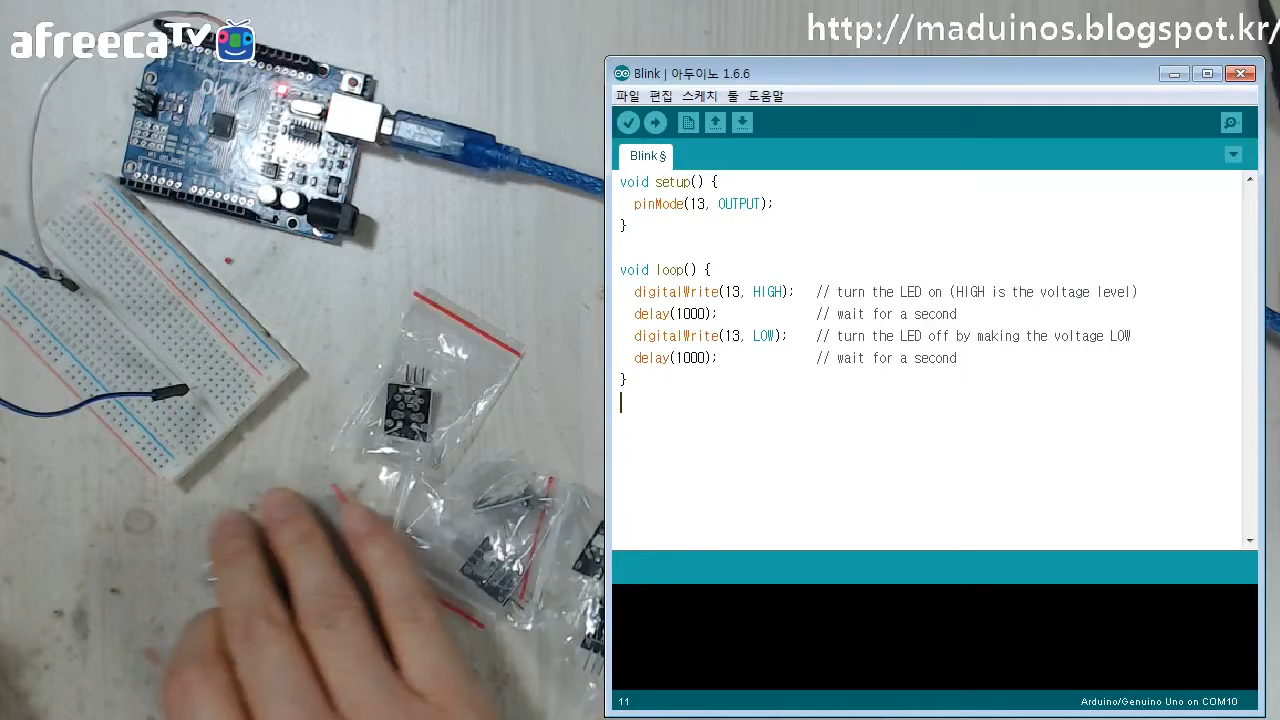 afreecaTV
http://maduinos.blogspot.kr/
Blink | 아두이노 1.6.6
파일 편집 스케치 툴 도움말
Blink§
void setup() {
pinMode(13, OUTPUT);
}
void loop() {
digitalWrite(13, HIGH); // turn the LED on (HIGH is the voltage level)
delay(1000); // wait for a second
digitalWrite(13, LOW); // turn the LED off by making the voltage LOW
delay(1000); // wait for a second
}
11
Arduino/Genuino Uno on COM10
UNO